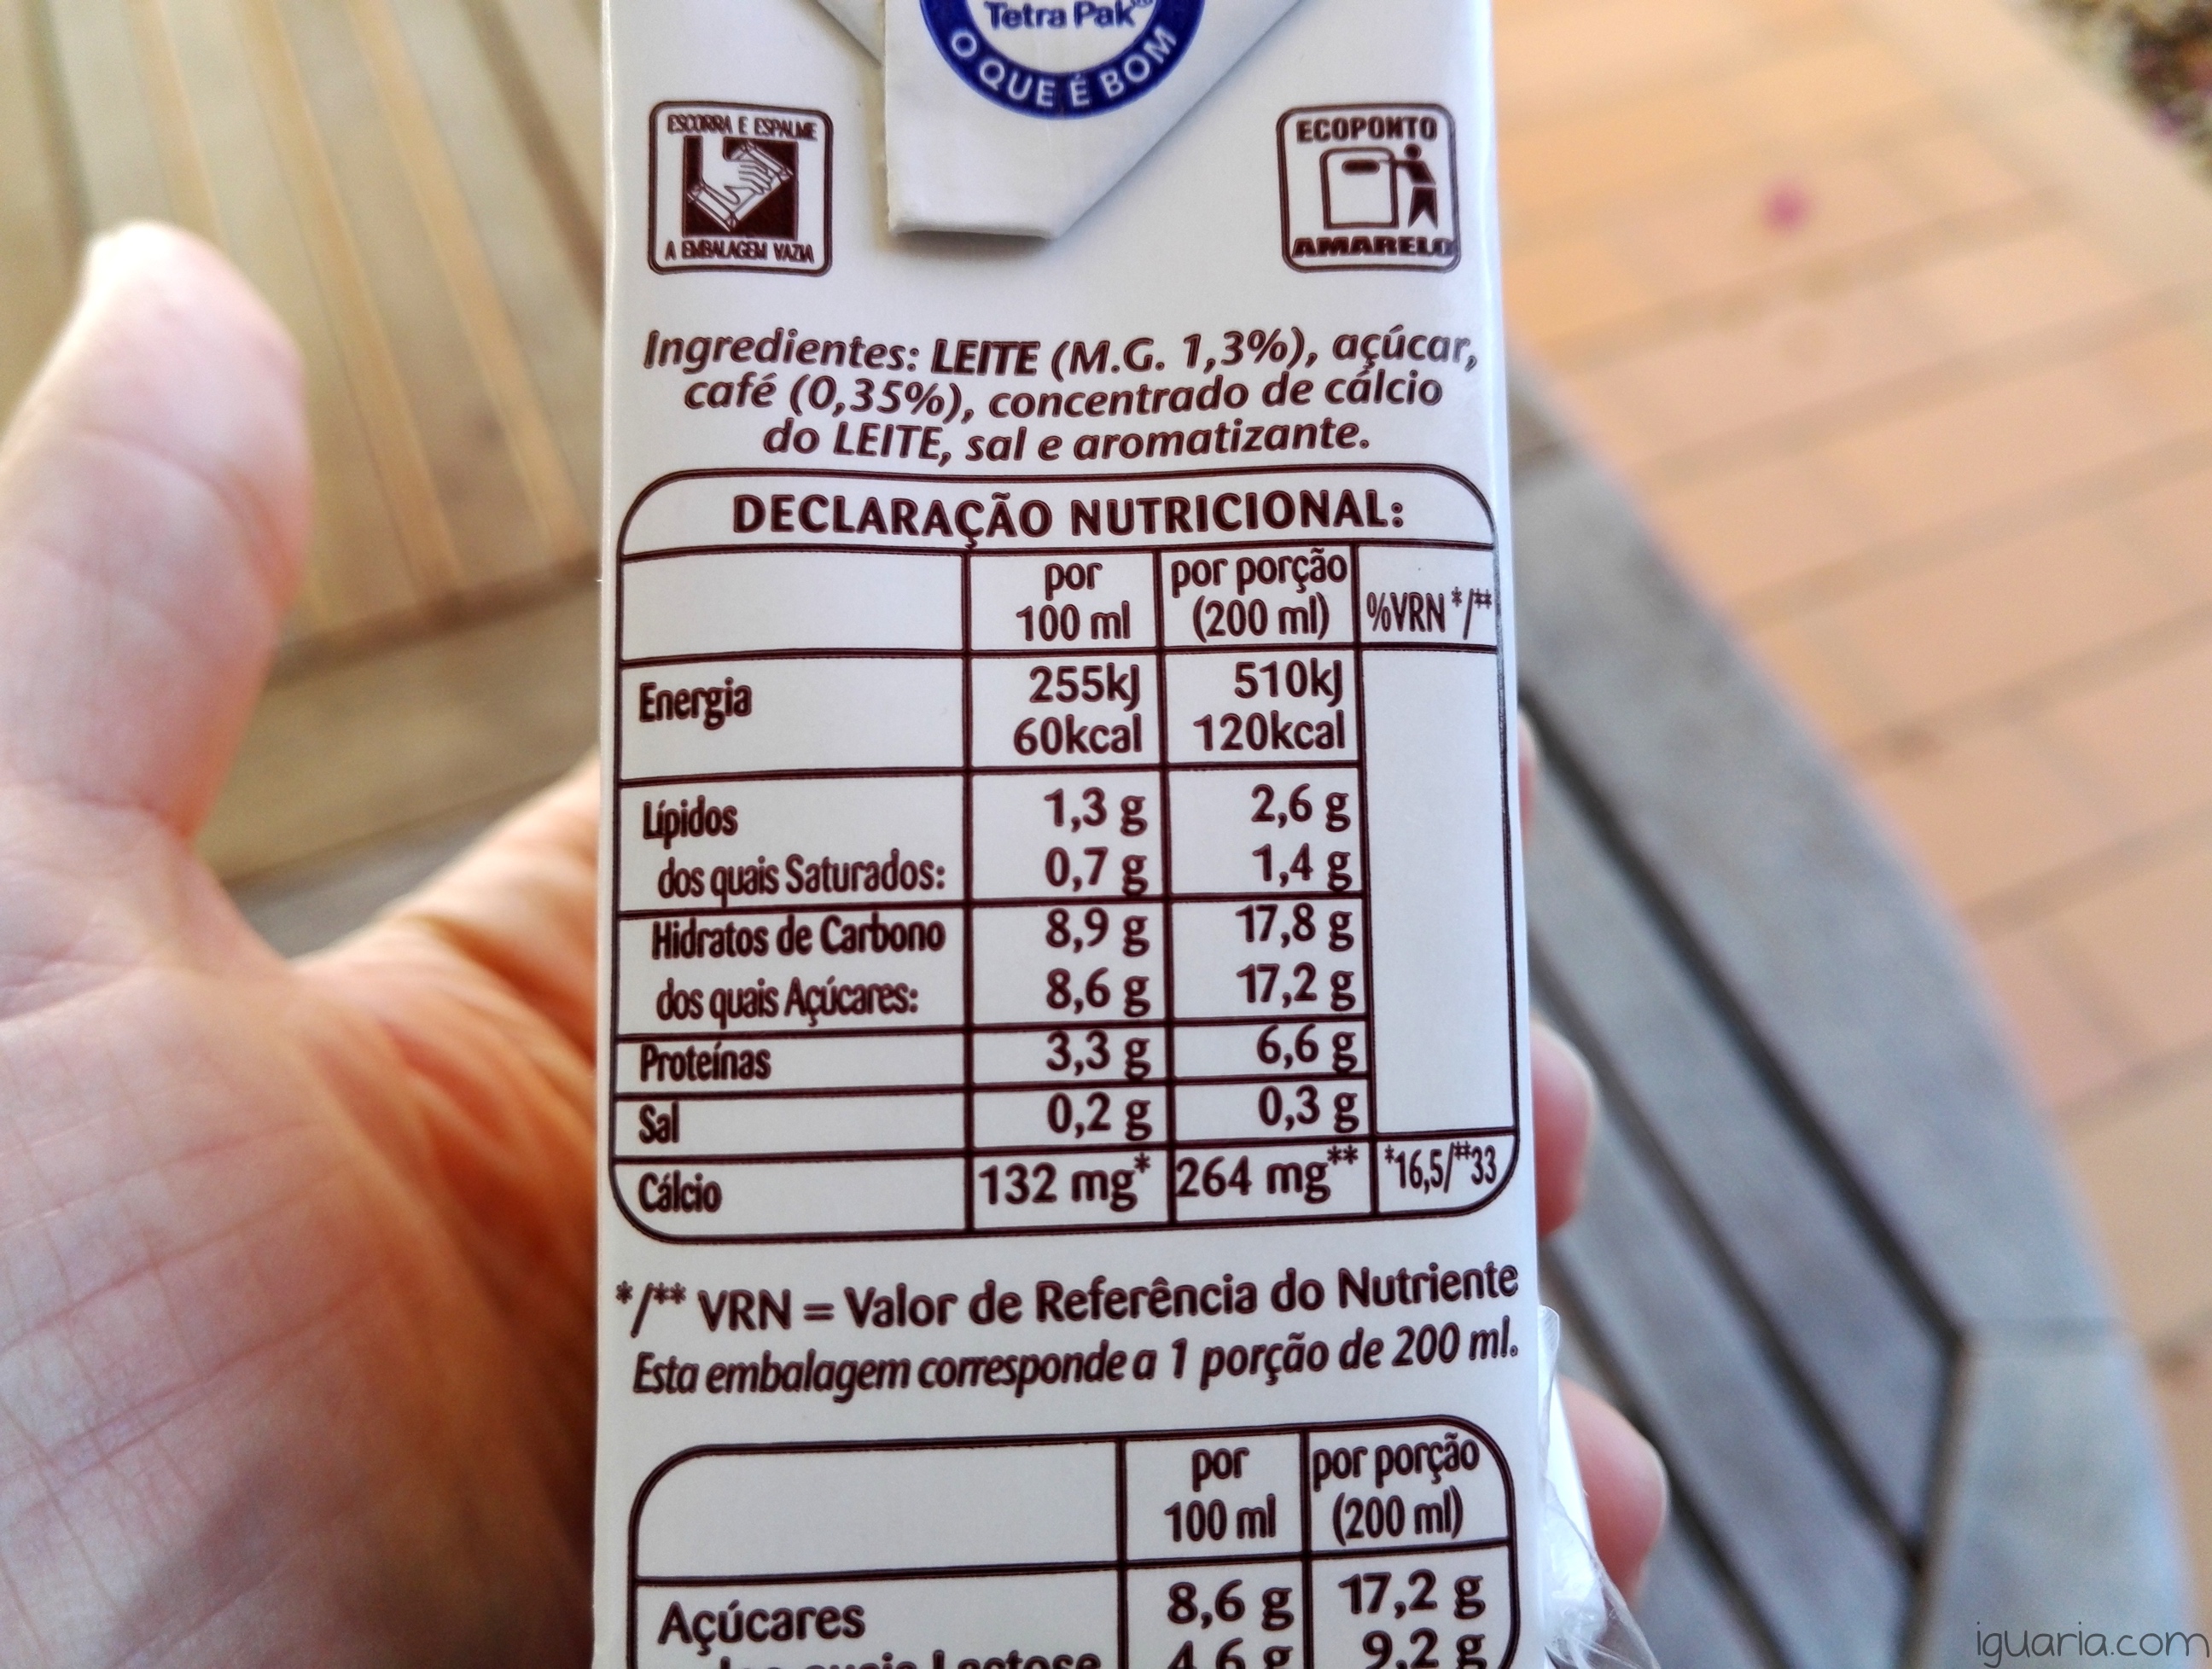 Tetra Pak®
O QUE É BOM
ESCORRA E ESPALME
A EMBALAGEM VAZIA
ECOPONTO
AMARELO
Ingredientes: LEITE (M.G. 1,3%), açúcar,
café (0,35%), concentrado de cálcio
do LEITE, sal e aromatizante.
DECLARAÇÃO NUTRICIONAL:
por 100 ml por porção (200 ml) %VRN*/**
Energia 255kJ 510kJ
60kcal 120kcal
Lípidos 1,3 g 2,6 g
dos quais Saturados: 0,7 g 1,4 g
Hidratos de Carbono 8,9 g 17,8 g
dos quais Açúcares: 8,6 g 17,2 g
Proteínas 3,3 g 6,6 g
Sal 0,2 g 0,3 g
Cálcio 132 mg* 264 mg** *16,5/**33
*/** VRN = Valor de Referência do Nutriente
Esta embalagem corresponde a 1 porção de 200 ml.
por 100 ml por porção (200 ml)
Açúcares 8,6 g 17,2 g
dos quais Lactose 4,6 g 9,2 g
iguaria.com